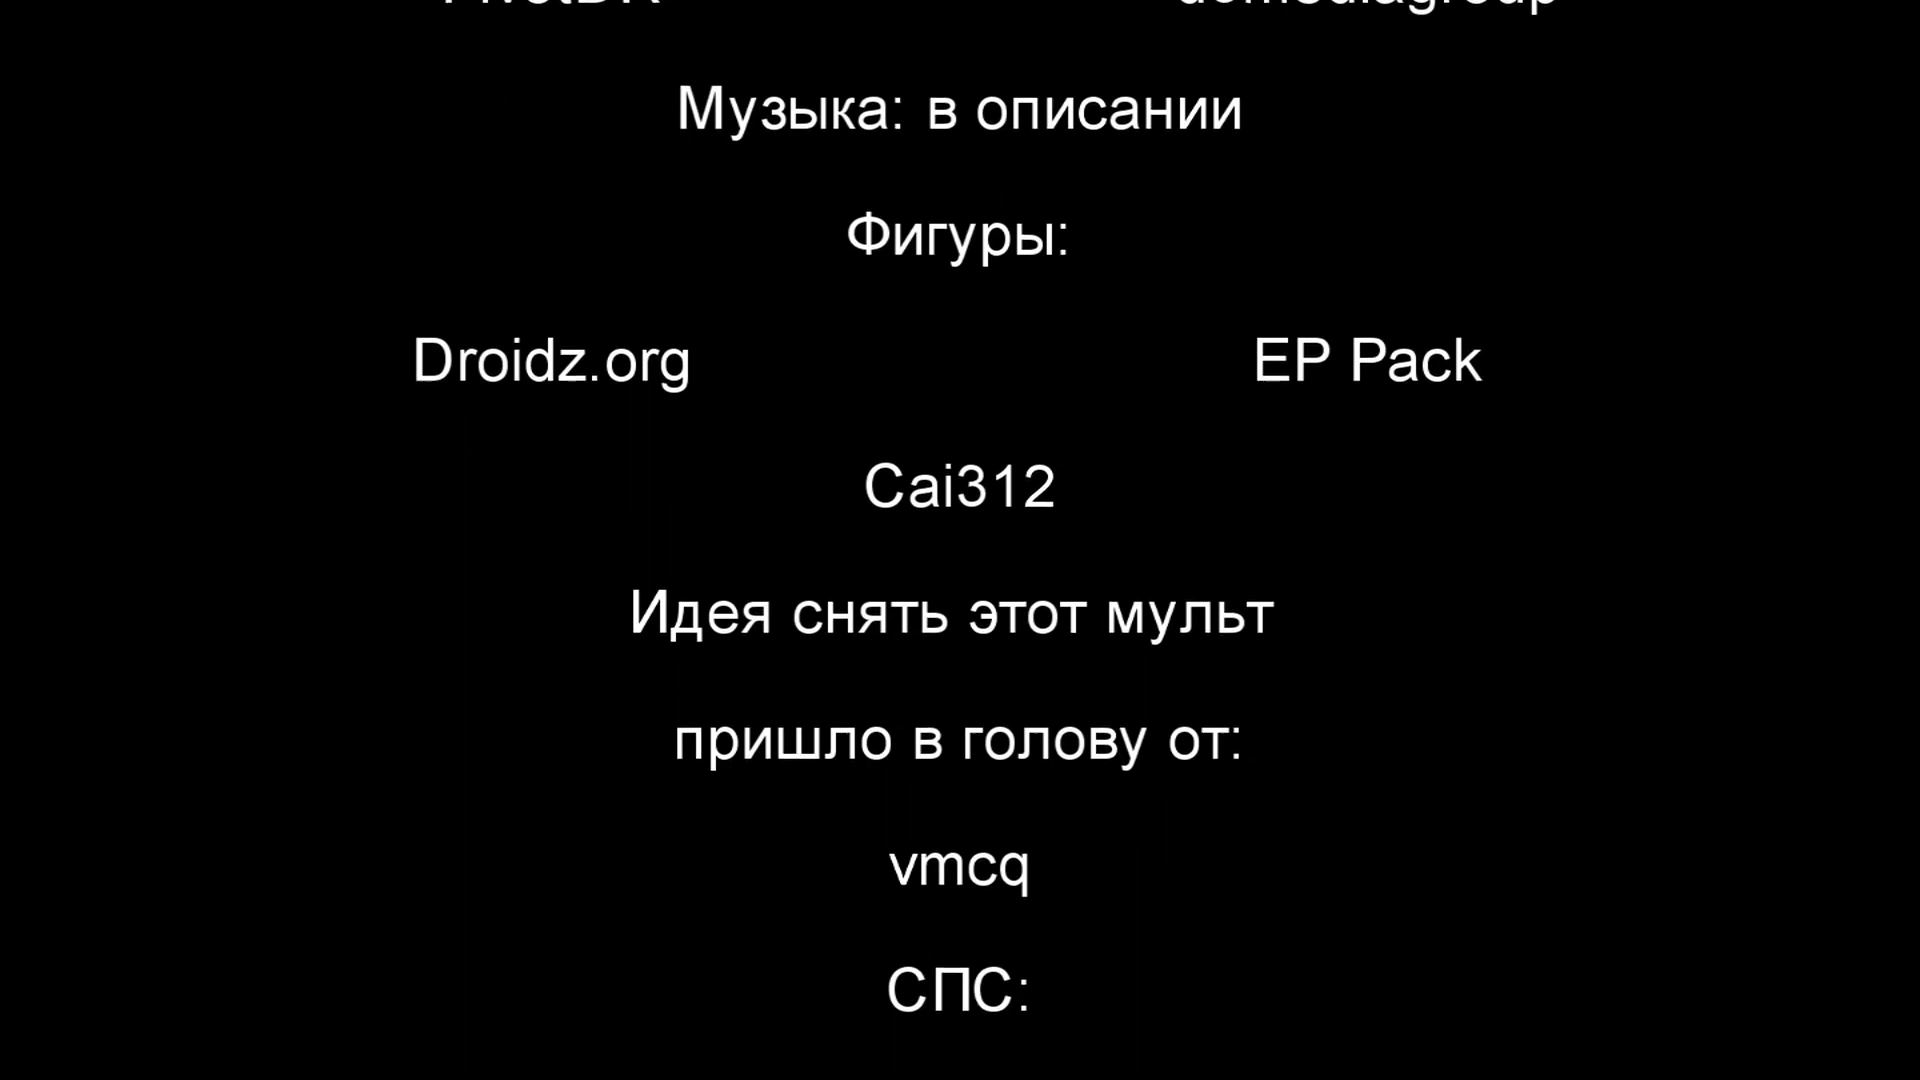 Музыка: в описании
Фигуры:
Droidz.org EP Pack
Cai312
Идея снять этот мульт
пришло в голову от:
vmcq
СПС: